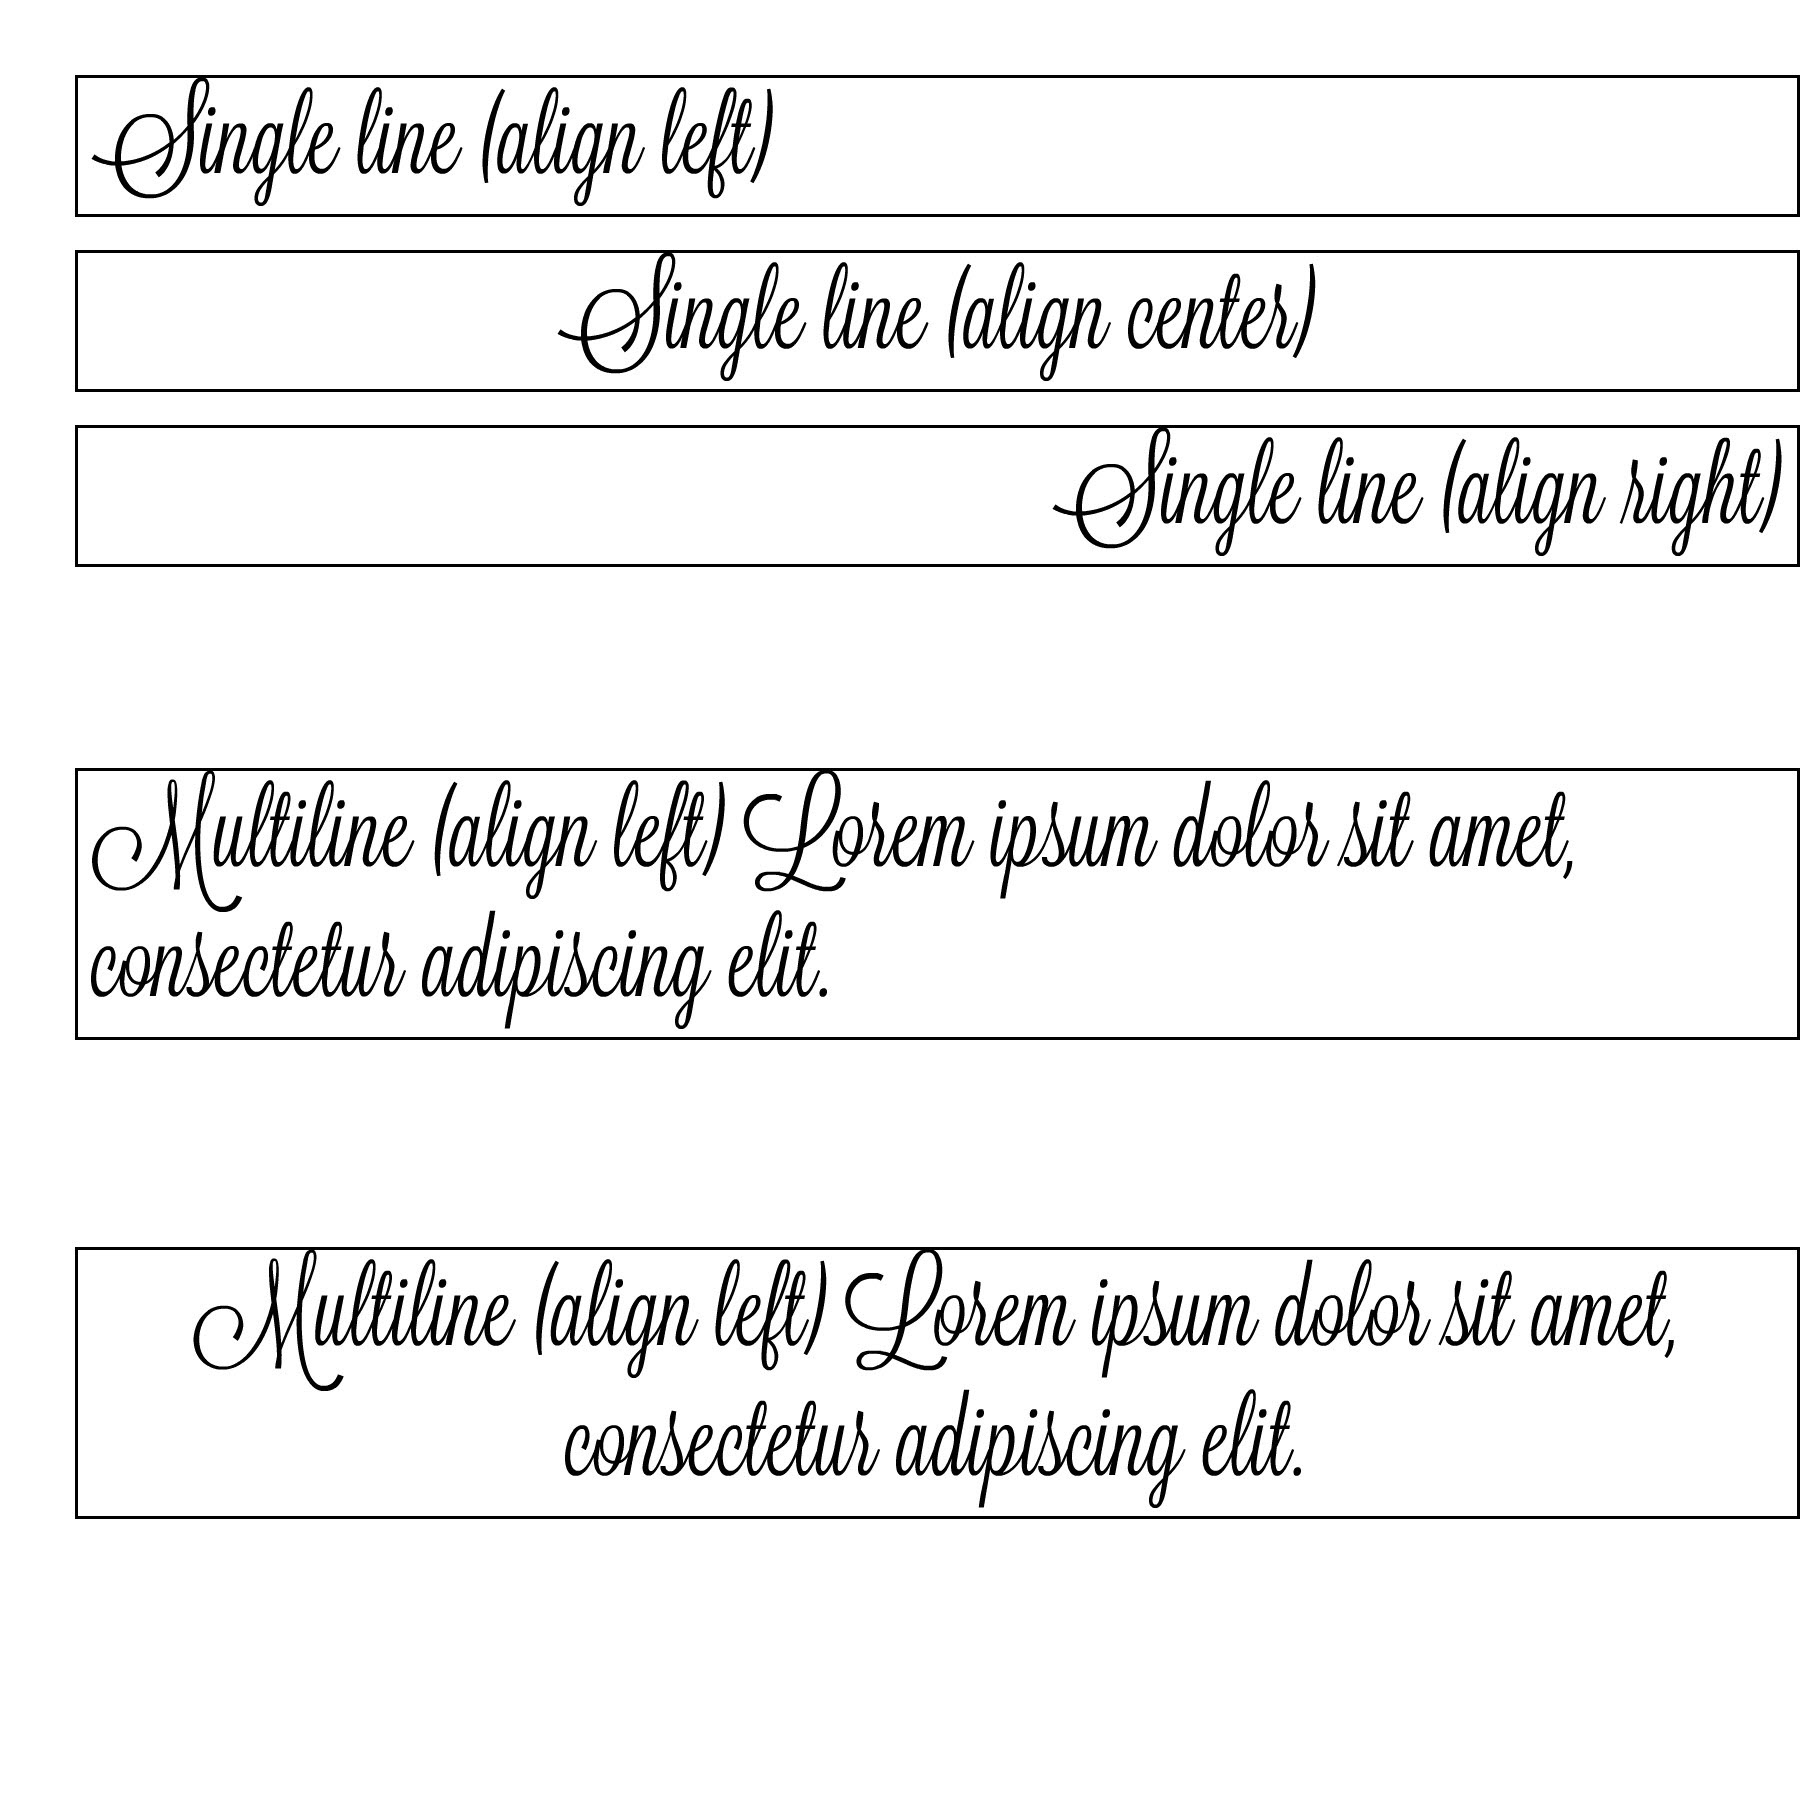 Single line (align left)
Single line (align center)
Single line (align right)
Multiline (align left) Lorem ipsum dolor sit amet,
consectetur adipiscing elit.
Multiline (align left) Lorem ipsum dolor sit amet,
consectetur adipiscing elit.